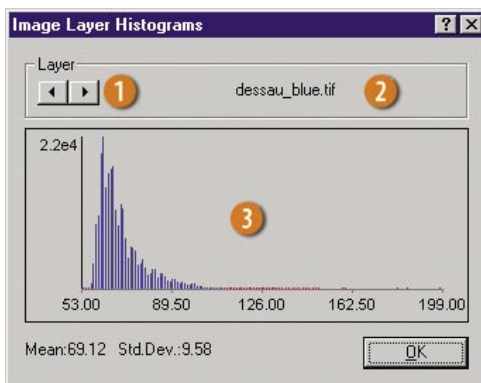 Image Layer Histograms
Layer
1
dessau_blue.tif
2
2.2e4
3
53.00 89.50 126.00 162.50 199.00
Mean:69.12 Std.Dev.:9.58
OK